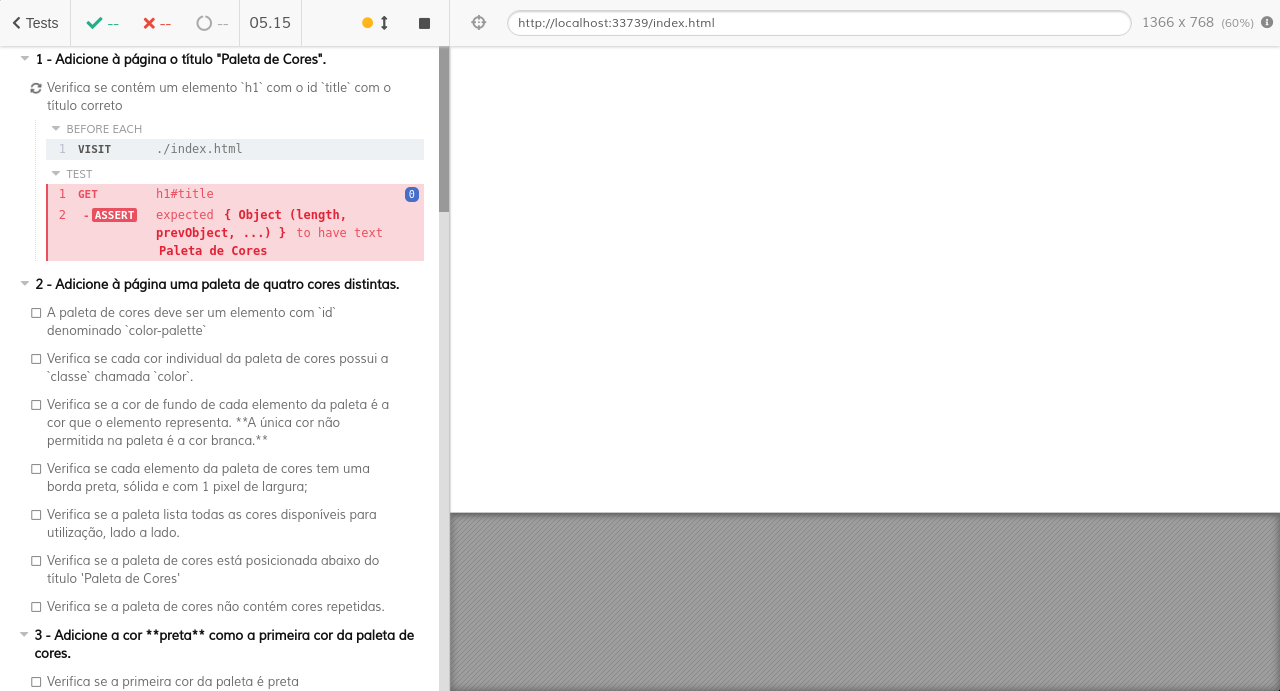 Tests -- -- -- 05.15 http://localhost:33739/index.html 1366 x 768 (60%)
1 - Adicione à página o título "Paleta de Cores".
Verifica se contém um elemento `h1` com o id `title` com o
título correto
BEFORE EACH
1 VISIT ./index.html
TEST
1 GET h1#title 0
2 -ASSERT expected { Object (length,
prevObject, ...) } to have text
Paleta de Cores
2 - Adicione à página uma paleta de quatro cores distintas.
A paleta de cores deve ser um elemento com `id`
denominado `color-palette`
Verifica se cada cor individual da paleta de cores possui a
`classe` chamada `color`.
Verifica se a cor de fundo de cada elemento da paleta é a
cor que o elemento representa. **A única cor não
permitida na paleta é a cor branca.**
Verifica se cada elemento da paleta de cores tem uma
borda preta, sólida e com 1 pixel de largura;
Verifica se a paleta lista todas as cores disponíveis para
utilização, lado a lado.
Verifica se a paleta de cores está posicionada abaixo do
título 'Paleta de Cores'
Verifica se a paleta de cores não contém cores repetidas.
3 - Adicione a cor **preta** como a primeira cor da paleta de
cores.
Verifica se a primeira cor da paleta é preta